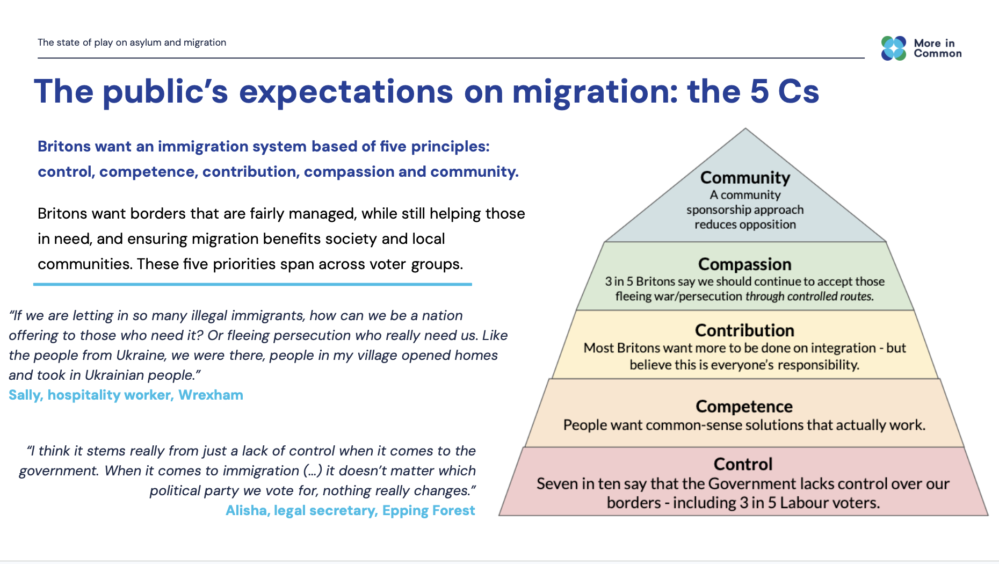 The state of play on asylum and migration
More in
Common
The public’s expectations on migration: the 5 Cs
Britons want an immigration system based of five principles:
control, competence, contribution, compassion and community.
Britons want borders that are fairly managed, while still helping those
in need, and ensuring migration benefits society and local
communities. These five priorities span across voter groups.
“If we are letting in so many illegal immigrants, how can we be a nation
offering to those who need it? Or fleeing persecution who really need us. Like
the people from Ukraine, we were there, people in my village opened homes
and took in Ukrainian people.”
Sally, hospitality worker, Wrexham
“I think it stems really from just a lack of control when it comes to the
government. When it comes to immigration (...) it doesn’t matter which
political party we vote for, nothing really changes.”
Alisha, legal secretary, Epping Forest
Community
A community
sponsorship approach
reduces opposition
Compassion
3 in 5 Britons say we should continue to accept those
fleeing war/persecution through controlled routes.
Contribution
Most Britons want more to be done on integration - but
believe this is everyone’s responsibility.
Competence
People want common-sense solutions that actually work.
Control
Seven in ten say that the Government lacks control over our
borders - including 3 in 5 Labour voters.